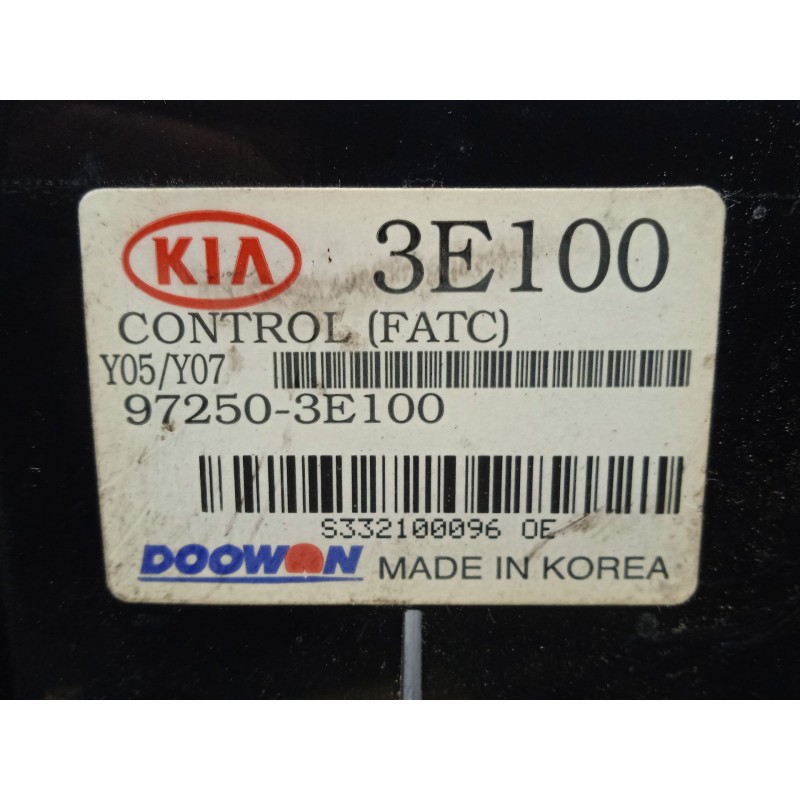 KIA 3E100
CONTROL (FATC)
Y05/Y07
97250-3E100
S332100096 0E
DOOWON MADE IN KOREA